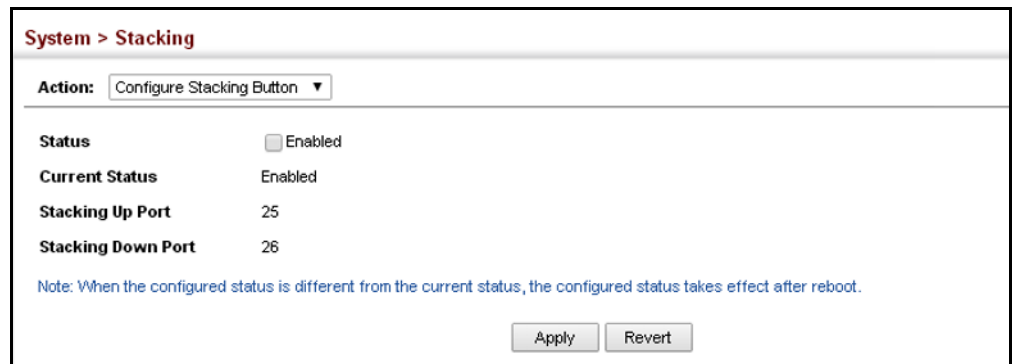 System > Stacking
Action: Configure Stacking Button ▼
Status Enabled
Current Status Enabled
Stacking Up Port 25
Stacking Down Port 26
Note: When the configured status is different from the current status, the configured status takes effect after reboot.
Apply Revert